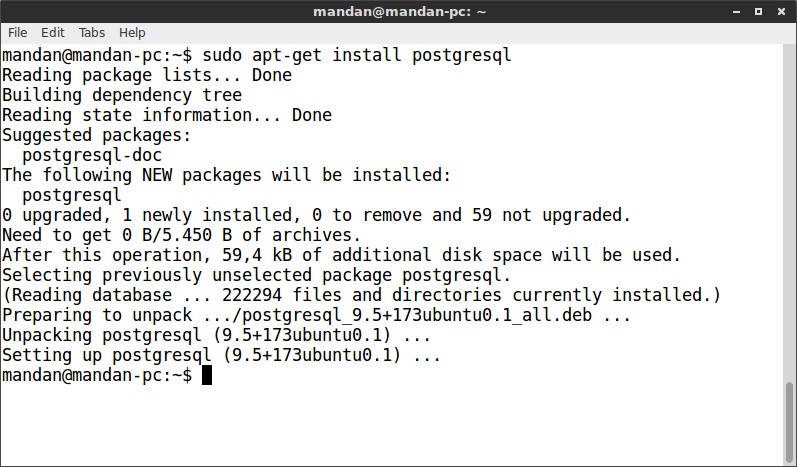 mandan@mandan-pc: ~
File Edit Tabs Help
mandan@mandan-pc:~$ sudo apt-get install postgresql
Reading package lists... Done
Building dependency tree
Reading state information... Done
Suggested packages:
  postgresql-doc
The following NEW packages will be installed:
  postgresql
0 upgraded, 1 newly installed, 0 to remove and 59 not upgraded.
Need to get 0 B/5.450 B of archives.
After this operation, 59,4 kB of additional disk space will be used.
Selecting previously unselected package postgresql.
(Reading database ... 222294 files and directories currently installed.)
Preparing to unpack .../postgresql_9.5+173ubuntu0.1_all.deb ...
Unpacking postgresql (9.5+173ubuntu0.1) ...
Setting up postgresql (9.5+173ubuntu0.1) ...
mandan@mandan-pc:~$